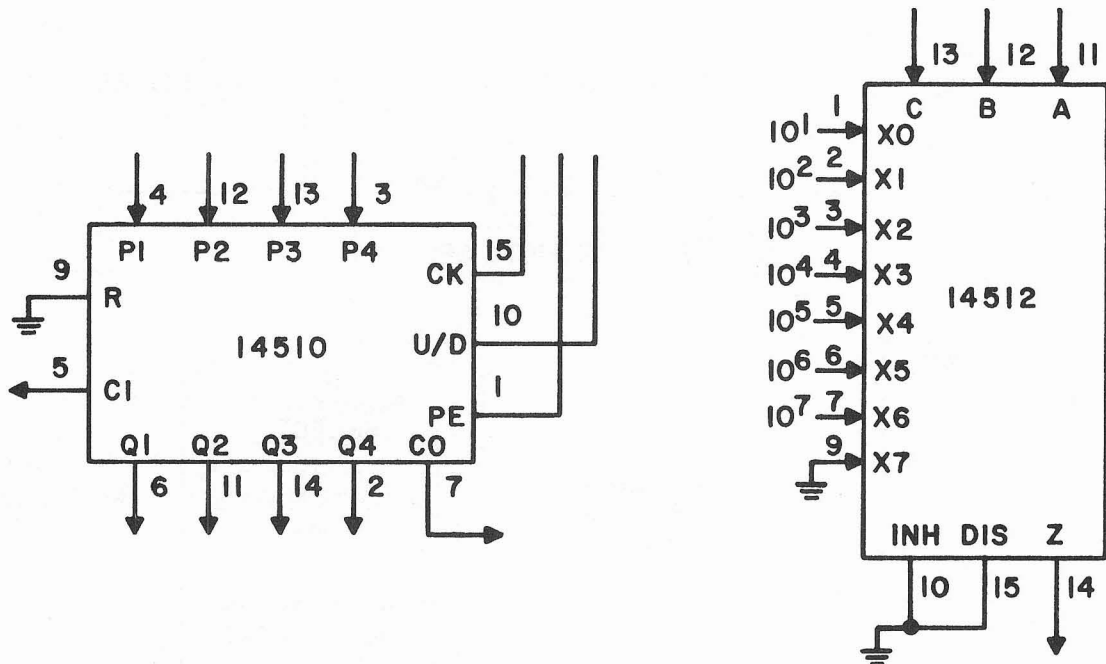 4 12 13 3
P1 P2 P3 P4
15
CK
9
R
10
14510
U/D
5
CI
1
PE
Q1 Q2 Q3 Q4 CO
6 11 14 2 7
13 12 11
C B A
10¹ 1 X0
10² 2 X1
10³ 3 X2
10⁴ 4 X3
14512
10⁵ 5 X4
10⁶ 6 X5
10⁷ 7 X6
9 X7
INH DIS Z
10 15 14